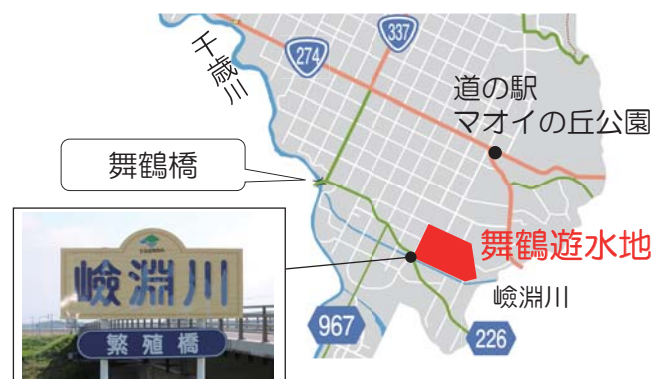 千歳川
274
337
道の駅
マオイの丘公園
舞鶴橋
舞鶴遊水地
嶮淵川
967
226
嶮淵川
繁殖橋